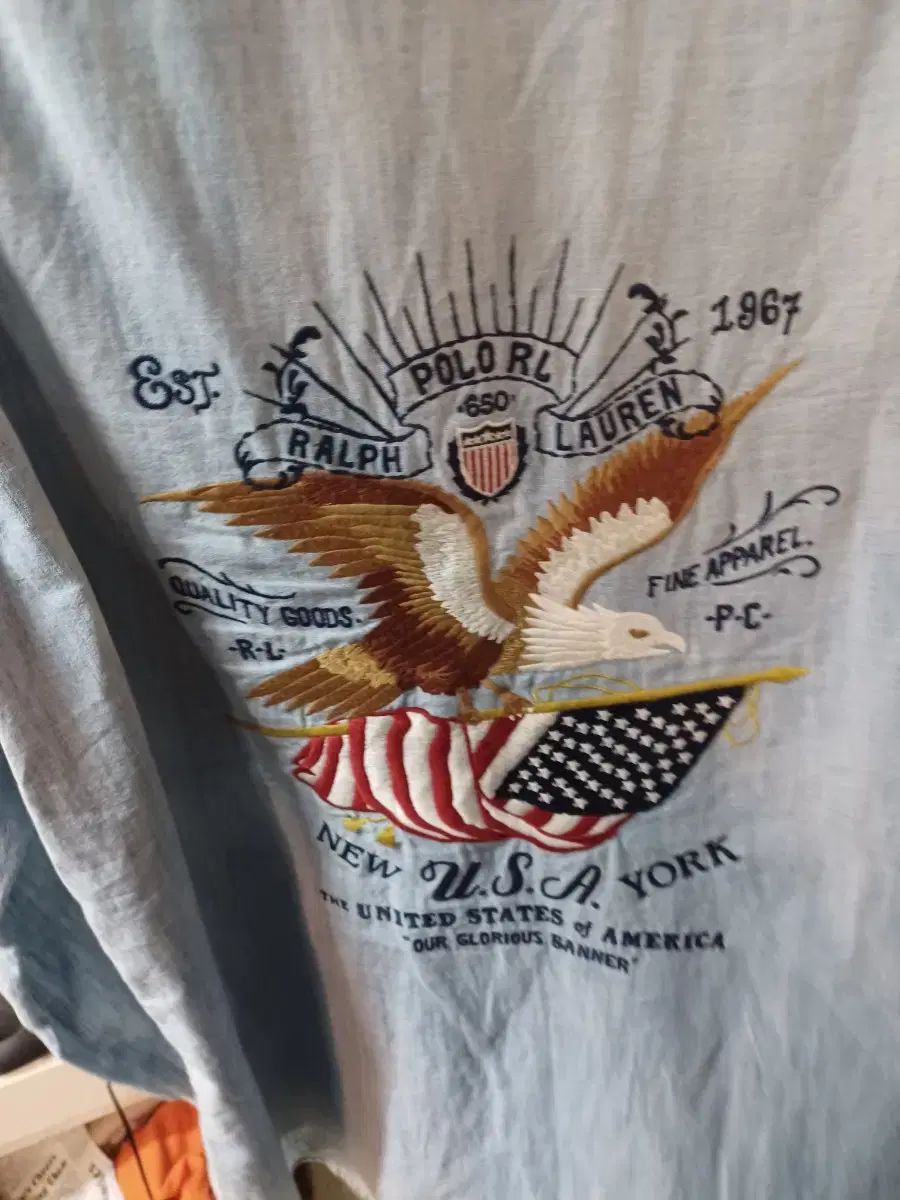 EST.
1967
POLO RL
·650·
RALPH
LAUREN
QUALITY GOODS.
-R-L-
FINE APPAREL.
-P-C-
NEW U.S.A. YORK
THE UNITED STATES of AMERICA
"OUR GLORIOUS BANNER"